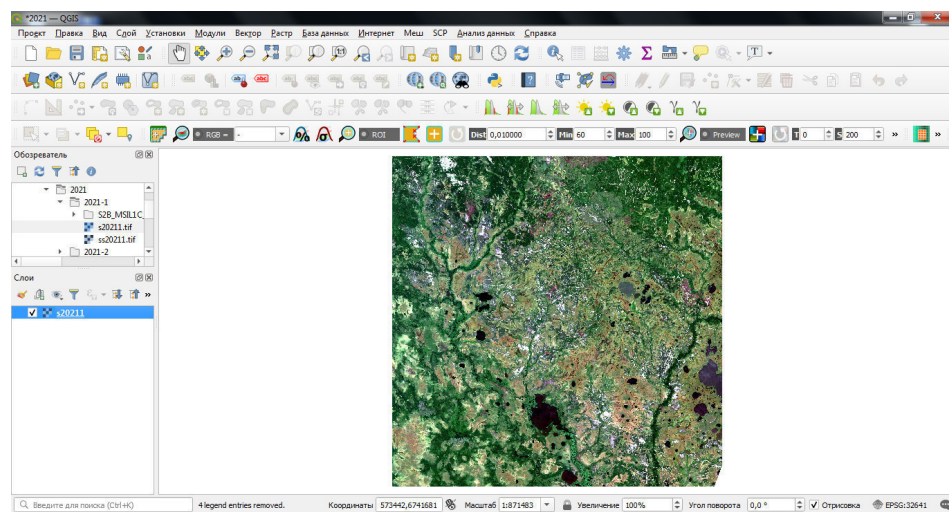 *2021 — QGIS
Проект Правка Вид Слой Установки Модули Вектор Растр База данных Интернет Меш SCP Анализ данных Справка
RGB = -
ROI
Dist 0,010000
Min 60
Max 100
Preview
T 0
S 200
»
»
Обозреватель
2021
2021-1
S2B_MSIL1C
s20211.tif
ss20211.tif
2021-2
Слои
»
s20211
Введите для поиска (Ctrl+K)
4 legend entries removed.
Координаты 573442,6741681
Масштаб 1:871483
Увеличение 100%
Угол поворота 0,0 °
Отрисовка
EPSG:32641